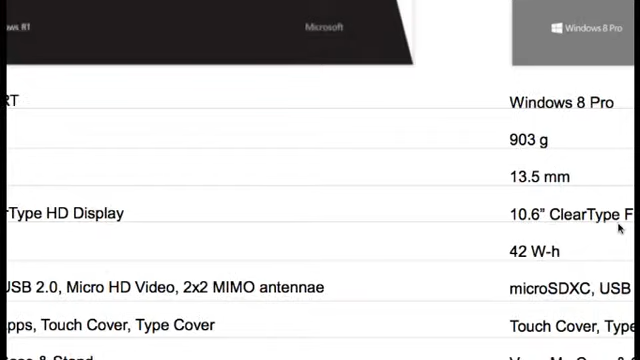 ows RT
Microsoft
Windows 8 Pro
RT
Windows 8 Pro
903 g
13.5 mm
rType HD Display
10.6” ClearType F
42 W-h
USB 2.0, Micro HD Video, 2x2 MIMO antennae
microSDXC, USB
pps, Touch Cover, Type Cover
Touch Cover, Type
& Stand